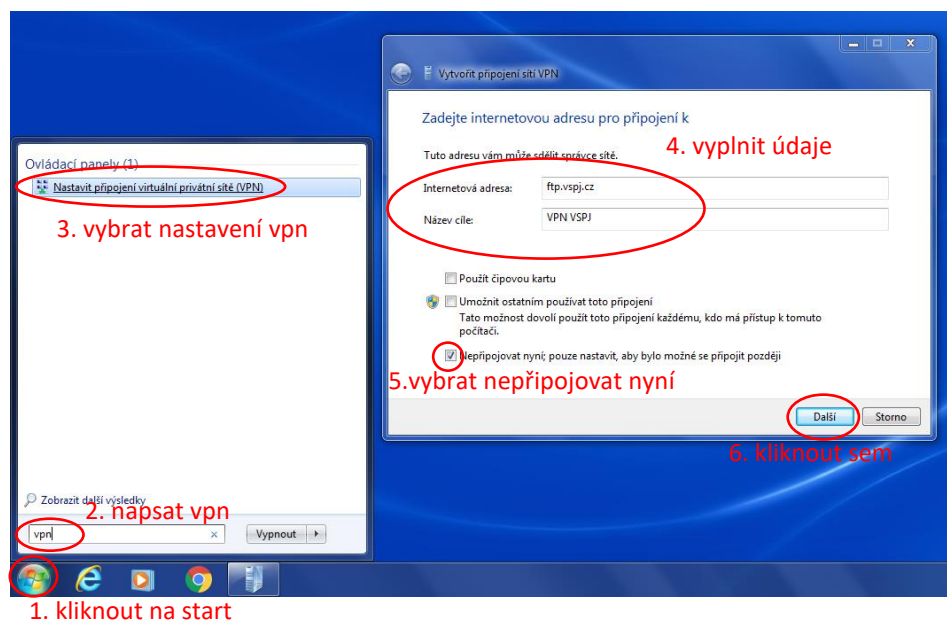 Vytvořit připojení sítí VPN
Zadejte internetovou adresu pro připojení k
4. vyplnit údaje
Tuto adresu vám může sdělit správce sítě.
Internetová adresa: ftp.vspj.cz
Název cíle: VPN VSPJ
Použít čipovou kartu
Umožnit ostatním používat toto připojení
Tato možnost dovolí použít toto připojení každému, kdo má přístup k tomuto
počítači.
Nepřipojovat nyní; pouze nastavit, aby bylo možné se připojit později
5.vybrat nepřipojovat nyní
Další Storno
6. kliknout sem
Ovládací panely (1)
Nastavit připojení virtuální privátní sítě (VPN)
3. vybrat nastavení vpn
Zobrazit další výsledky
2. napsat vpn
vpn Vypnout
1. kliknout na start